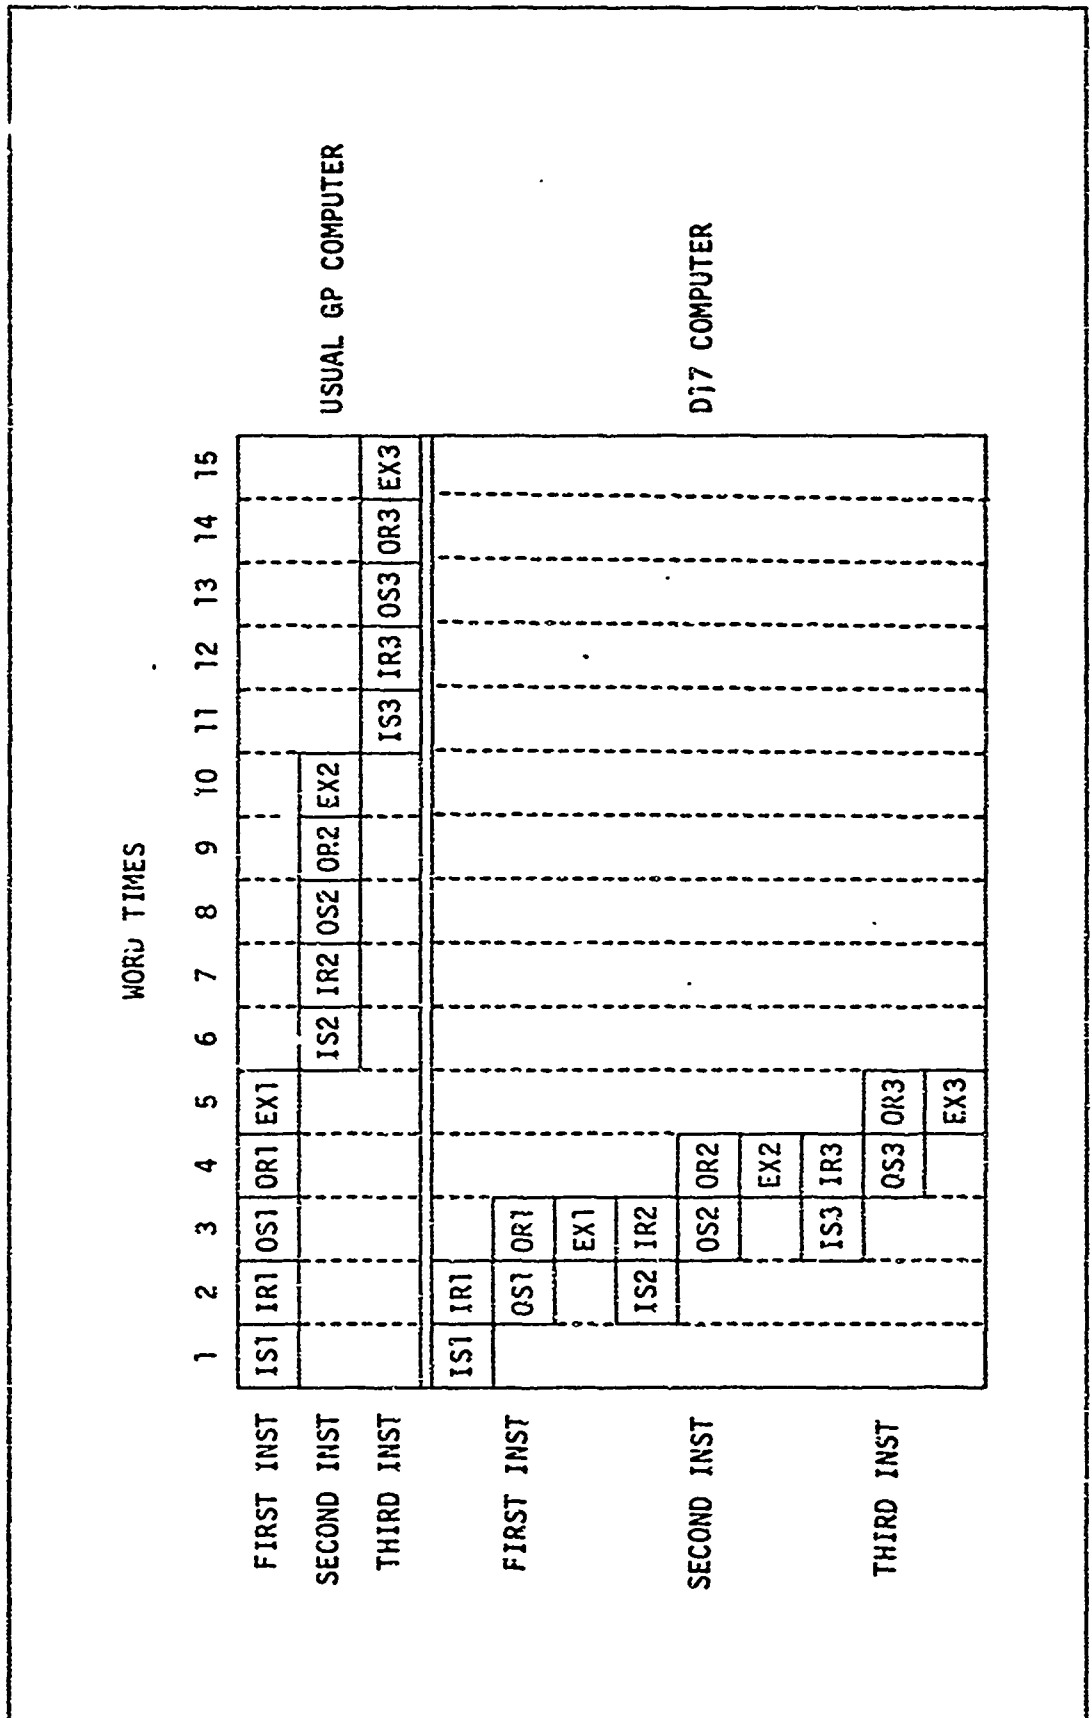 WORD TIMES
1 2 3 4 5 6 7 8 9 10 11 12 13 14 15
FIRST INST IS1 IR1 OS1 OR1 EX1
SECOND INST IS2 IR2 OS2 OR2 EX2
THIRD INST IS3 IR3 OS3 OR3 EX3
USUAL GP COMPUTER
IS1 IR1
FIRST INST OS1 OR1
EX1
IS2 IR2
SECOND INST OS2 OR2
EX2
IS3 IR3
THIRD INST OS3 OR3
EX3
D17 COMPUTER